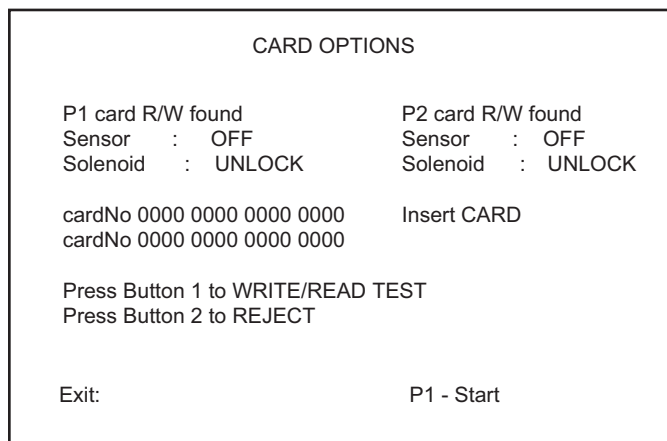 CARD OPTIONS
P1 card R/W found P2 card R/W found
Sensor : OFF Sensor : OFF
Solenoid : UNLOCK Solenoid : UNLOCK
cardNo 0000 0000 0000 0000 Insert CARD
cardNo 0000 0000 0000 0000
Press Button 1 to WRITE/READ TEST
Press Button 2 to REJECT
Exit: P1 - Start